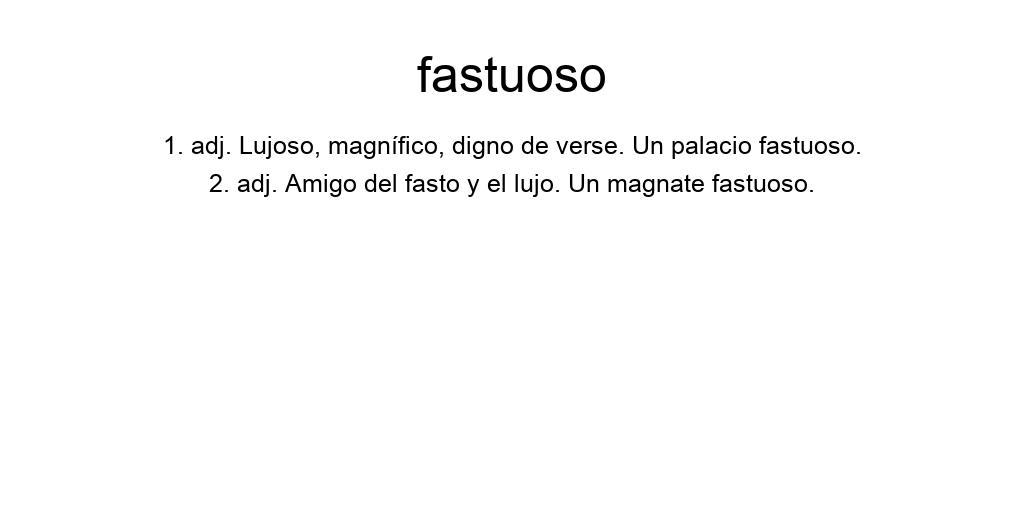 fastuoso
1. adj. Lujoso, magnífico, digno de verse. Un palacio fastuoso.
2. adj. Amigo del fasto y el lujo. Un magnate fastuoso.